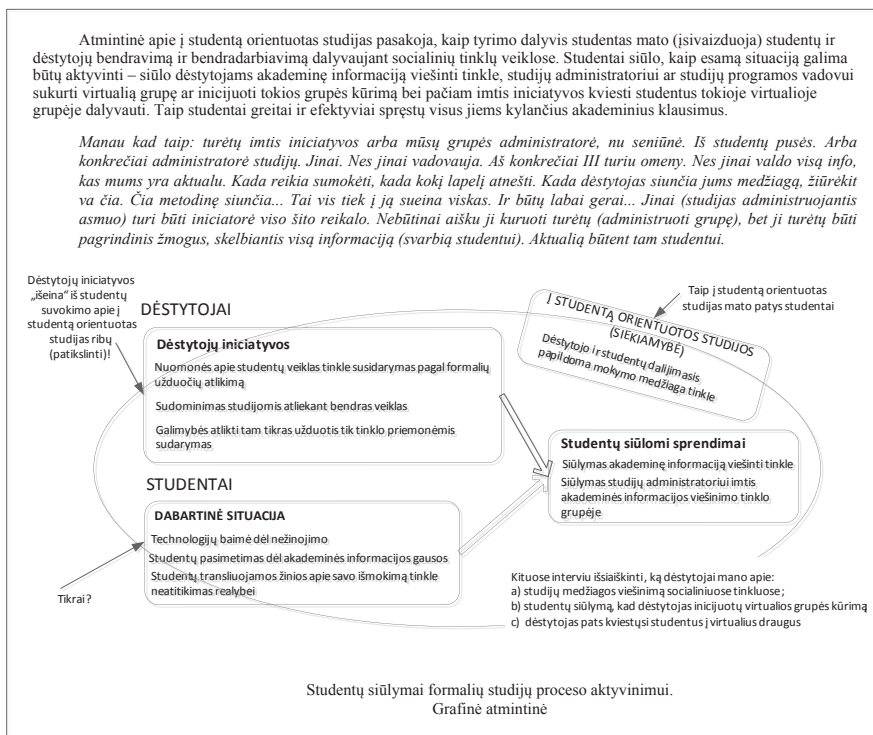 Atmintinė apie į studentą orientuotas studijas pasakoja, kaip tyrimo dalyvis studentas mato (įsivaizduoja) studentų ir
dėstytojų bendravimą ir bendradarbiavimą dalyvaujant socialinių tinklų veiklose. Studentai siūlo, kaip esamą situaciją galima
būtų aktyvinti – siūlo dėstytojams akademinę informaciją viešinti tinkle, studijų administratoriui ar studijų programos vadovui
sukurti virtualią grupę ar inicijuoti tokios grupės kūrimą bei pačiam imtis iniciatyvos kviesti studentus tokioje virtualioje
grupėje dalyvauti. Taip studentai greitai ir efektyviai spręstų visus jiems kylančius akademinius klausimus.
Manau kad taip: turėtų imtis iniciatyvos arba mūsų grupės administratorė, nu seniūnė. Iš studentų pusės. Arba
konkrečiai administratorė studijų. Jinai. Nes jinai vadovauja. Aš konkrečiai III turiu omeny. Nes jinai valdo visą info,
kas mums yra aktualu. Kada reikia sumokėti, kada kokį lapelį atnešti. Kada dėstytojas siunčia jums medžiagą, žiūrėkit
va čia. Čia metodinę siunčia... Tai vis tiek į ją sueina viskas. Ir būtų labai gerai... Jinai (studijas administruojantis
asmuo) turi būti iniciatorė viso šito reikalo. Nebūtinai aišku ji kuruoti turėtų (administruoti grupę), bet ji turėtų būti
pagrindinis žmogus, skelbiantis visą informaciją (svarbią studentui). Aktualią būtent tam studentui.
Dėstytojų iniciatyvos
„išeina“ iš studentų
suvokimo apie į
studentą orientuotas
studijas ribų
(patikslinti)!
DĖSTYTOJAI
Dėstytojų iniciatyvos
Nuomonės apie studentų veiklas tinkle susidarymas pagal formalių
užduočių atlikimą
Sudominimas studijomis atliekant bendras veiklas
Galimybės atlikti tam tikras užduotis tik tinklo priemonėmis
sudarymas
Taip į studentą orientuotas
studijas mato patys studentai
Į STUDENTĄ ORIENTUOTOS STUDIJOS
(SIEKIAMYBĖ)
Dėstytojo ir studentų dalijimasis
papildoma mokymo medžiaga tinkle
Studentų siūlomi sprendimai
Siūlymas akademinę informaciją viešinti tinkle
Siūlymas studijų administratoriui imtis
akademinės informacijos viešinimo tinklo
grupėje
STUDENTAI
DABARTINĖ SITUACIJA
Technologijų baimė dėl nežinojimo
Studentų pasimetimas dėl akademinės informacijos gausos
Studentų transliuojamos žinios apie savo išmokimą tinkle
neatitikimas realybei
Tikrai?
Kituose interviu išsiaiškinti, ką dėstytojai mano apie:
a) studijų medžiagos viešinimą socialiniuose tinkluose;
b) studentų siūlymą, kad dėstytojas inicijuotų virtualios grupės kūrimą
c) dėstytojas pats kviestųsi studentus į virtualius draugus
Studentų siūlymai formalių studijų proceso aktyvinimui.
Grafinė atmintinė